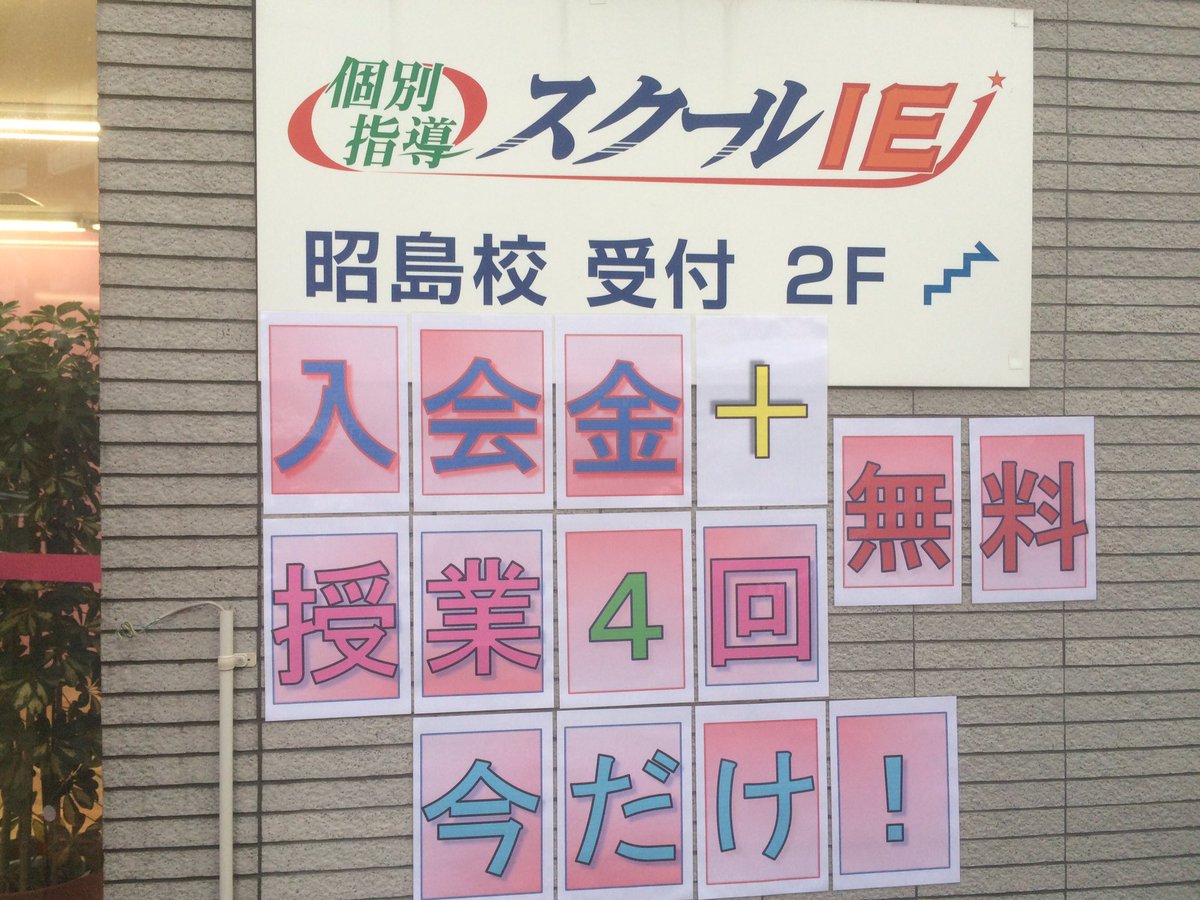 個別
指導
スクールIE
昭島校 受付 2F
入会金+
無料
授業4回
今だけ!